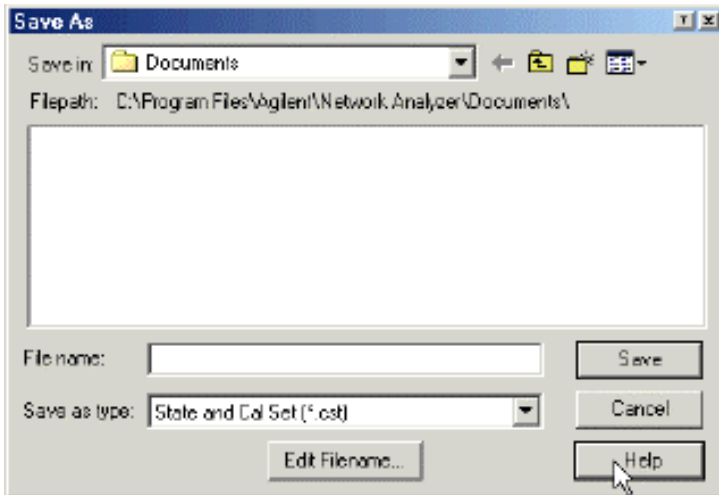 Save As
Save in: Documents
Filepath: C:\Program Files\Agilent\Network Analyzer\Documents\
File name:
Save
Save as type: State and Cal Set (*.cst)
Cancel
Edit Filename...
Help